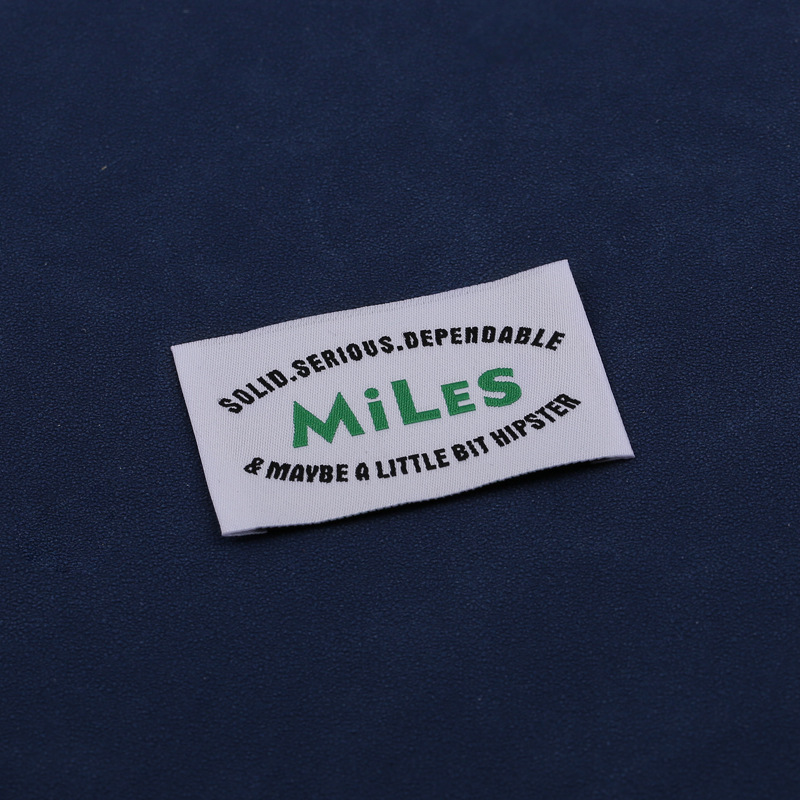 SOLID.SERIOUS.DEPENDABLE
MiLES
& MAYBE A LITTLE BIT HIPSTER